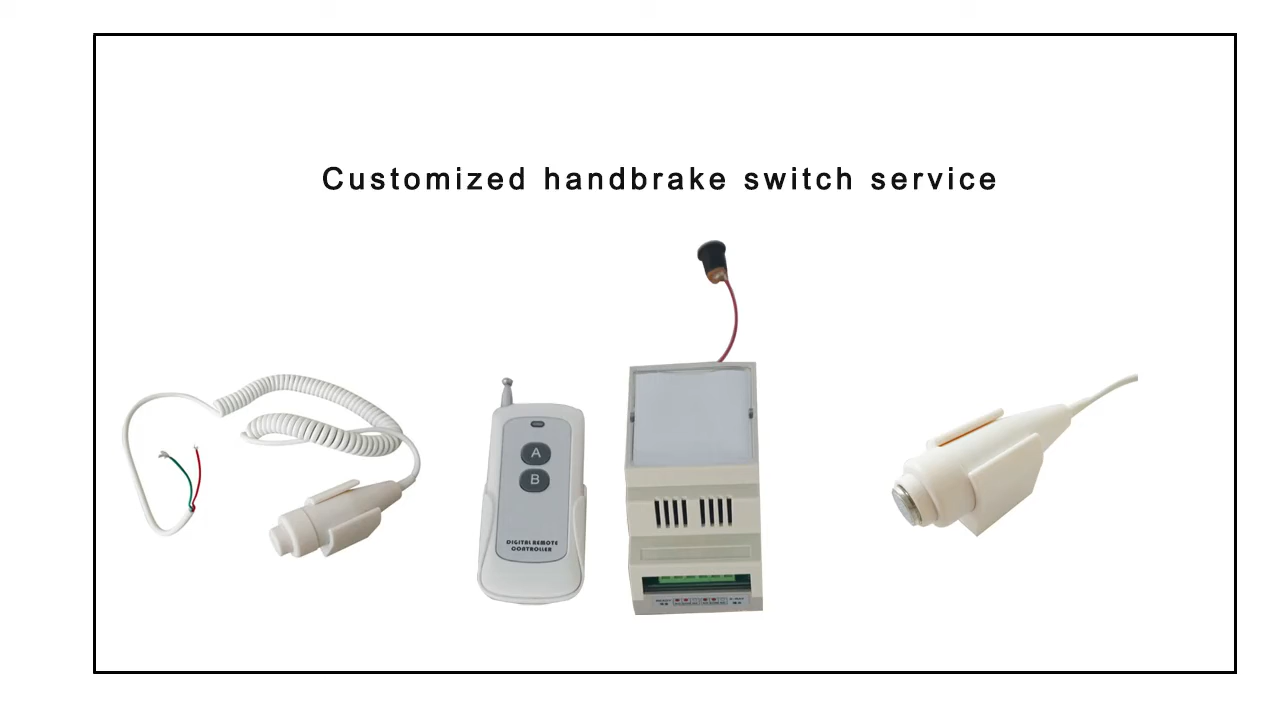 Customized handbrake switch service
A
B
DIGITAL REMOTE
CONTROLLER